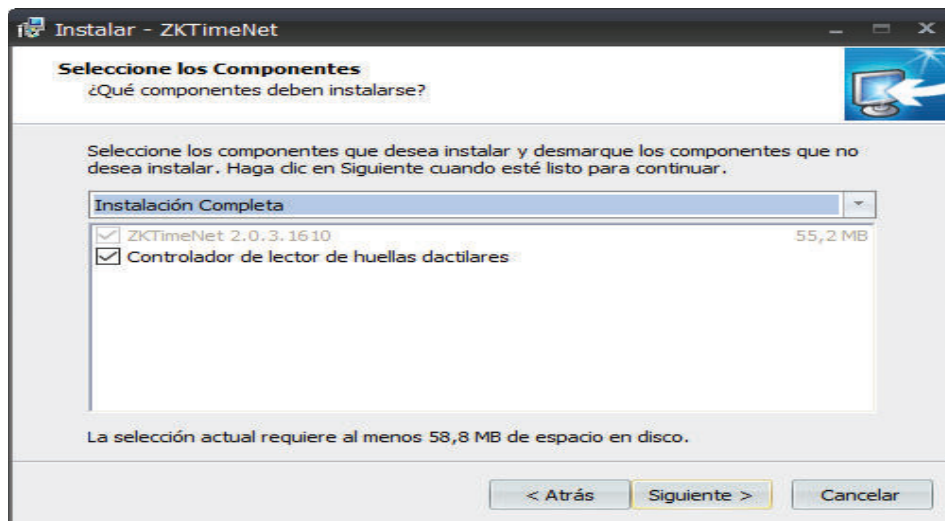 Instalar - ZKTimeNet
Seleccione los Componentes
¿Qué componentes deben instalarse?
Seleccione los componentes que desea instalar y desmarque los componentes que no
desea instalar. Haga clic en Siguiente cuando esté listo para continuar.
Instalación Completa
ZKTimeNet 2.0.3.1610 55,2 MB
Controlador de lector de huellas dactilares
La selección actual requiere al menos 58,8 MB de espacio en disco.
< Atrás Siguiente > Cancelar